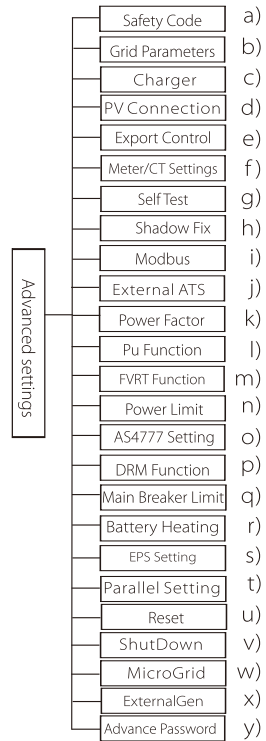 Safety Code a)
Grid Parameters b)
Charger c)
PV Connection d)
Export Control e)
Meter/CT Settings f)
Self Test g)
Shadow Fix h)
Modbus i)
External ATS j)
Power Factor k)
Pu Function l)
FVRT Function m)
Power Limit n)
AS4777 Setting o)
DRM Function p)
Main Breaker Limit q)
Battery Heating r)
EPS Setting s)
Parallel Setting t)
Reset u)
ShutDown v)
MicroGrid w)
ExternalGen x)
Advance Password y)
Advanced settings